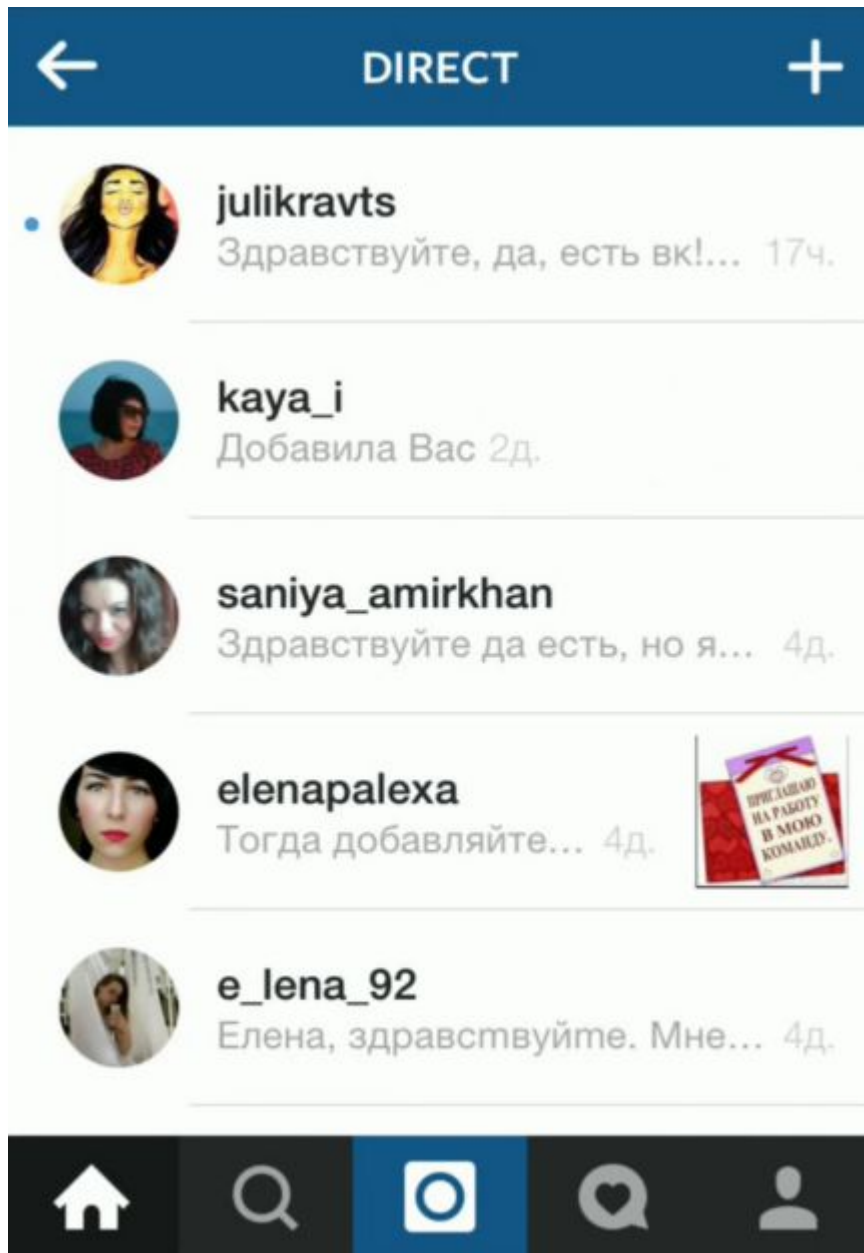 DIRECT
julikravts
Здравствуйте, да, есть вк!... 17ч.
kaya_i
Добавила Вас 2д.
saniya_amirkhan
Здравствуйте да есть, но я... 4д.
elenapalexa
Тогда добавляйте... 4д.
ПРИГЛАШАЮ
НА РАБОТУ
В МОЮ
КОМАНДУ.
e_lena_92
Елена, здравствуйте. Мне... 4д.